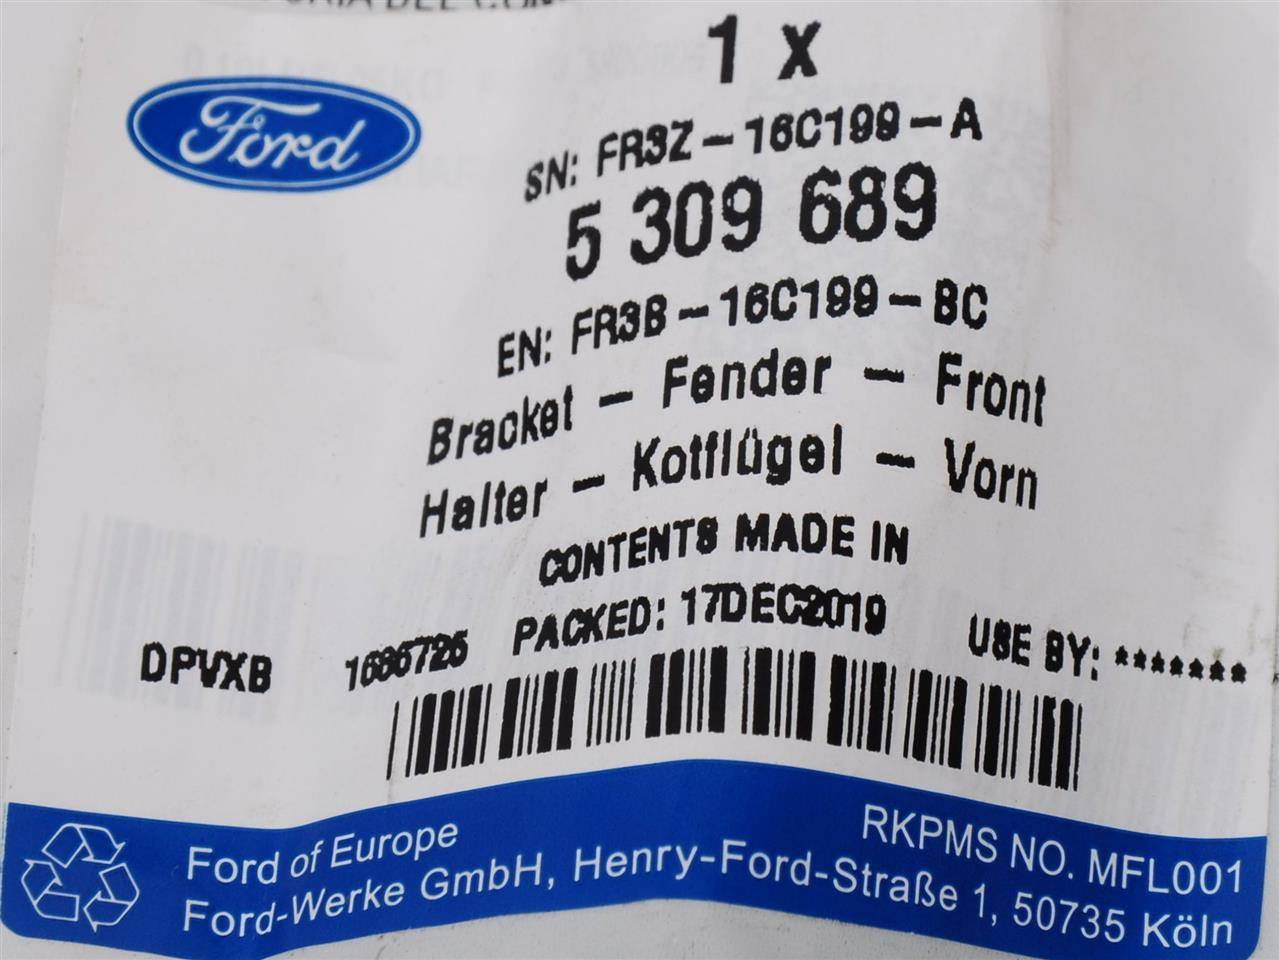 1 x
Ford
SN: FR3Z-16C199-A
5 309 689
EN: FR3B-16C199-BC
Bracket - Fender - Front
Halter - Kotflügel - Vorn
CONTENTS MADE IN
DPVXB PACKED: 17DEC2019 USE BY: *******
RKPMS NO. MFL001
Ford of Europe
Ford-Werke GmbH, Henry-Ford-Straße 1, 50735 Köln